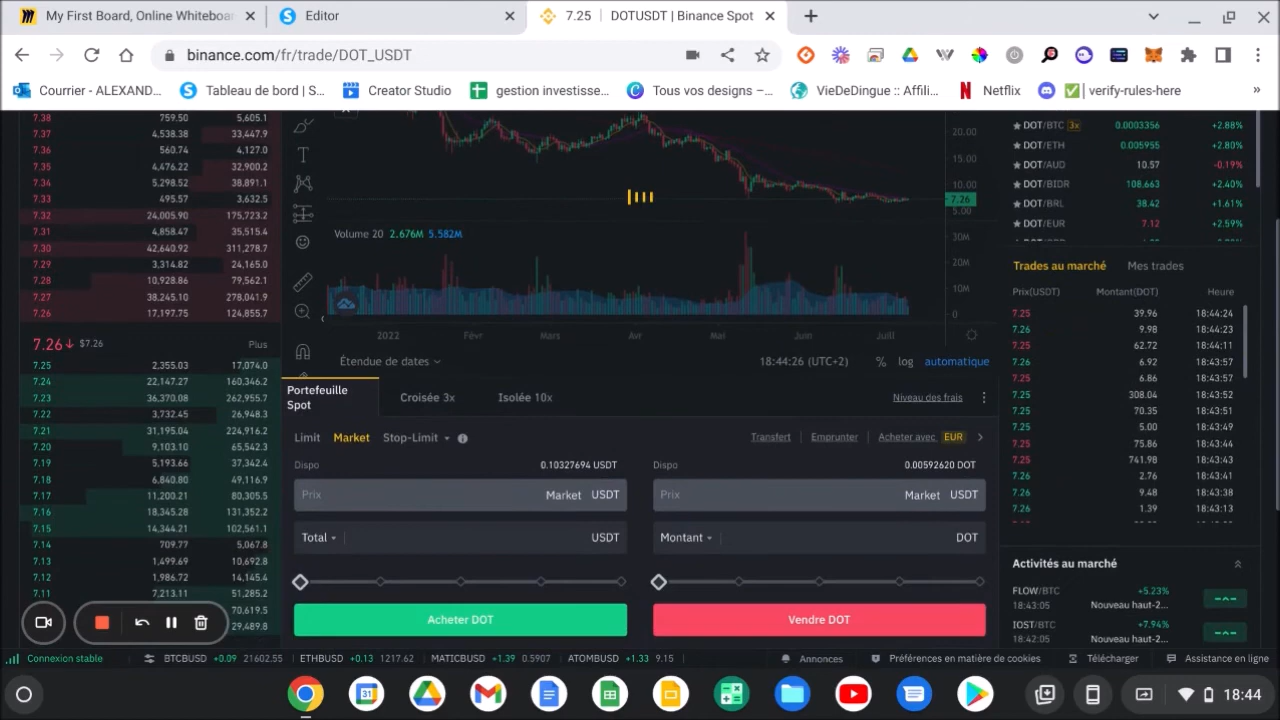 My First Board, Online Whiteboar
Editor
7.25 | DOTUSDT | Binance Spot
binance.com/fr/trade/DOT_USDT
Courrier - ALEXAND...
Tableau de bord | S...
Creator Studio
gestion investisse...
Tous vos designs –...
VieDeDingue :: Affili...
Netflix
| verify-rules-here
»
7.38 759.50 5,605.1
7.37 4,538.38 33,447.9
7.36 560.74 4,127.0
7.35 4,476.22 32,900.2
7.34 5,298.52 38,891.1
7.33 495.57 3,632.5
7.32 24,005.90 175,723.2
7.31 4,858.47 35,515.4
7.30 42,640.92 311,278.7
7.29 3,314.82 24,165.0
7.28 10,928.86 79,562.1
7.27 38,245.10 278,041.9
7.26 17,197.75 124,855.7
7.26↓ $7.26 Plus
7.25 2,355.03 17,074.0
7.24 22,147.27 160,346.2
7.23 36,370.08 262,955.7
7.22 3,732.45 26,948.3
7.21 31,195.04 224,916.2
7.20 9,103.10 65,542.3
7.19 5,193.66 37,342.4
7.18 6,840.80 49,116.9
7.17 11,200.21 80,305.5
7.16 18,345.28 131,352.2
7.15 14,344.21 102,561.1
7.14 709.77 5,067.8
7.13 1,499.69 10,692.8
7.12 1,986.72 14,145.4
7.11 7,213.11 51,285.2
70,619.5
29,489.8
20.00
15.00
10.00
7.26
5.00
Volume 20 2.676M 5.582M
30M
20M
10M
0
2022 Févr Mars Avr Mai Juin Juill
Étendue de dates
18:44:26 (UTC+2) % log automatique
Portefeuille
Spot
Croisée 3x
Isolée 10x
Niveau des frais
Limit Market Stop-Limit
Transfert | Emprunter | Acheter avec EUR
Dispo 0.10327694 USDT
Prix Market USDT
Total USDT
Acheter DOT
Dispo 0.00592620 DOT
Prix Market USDT
Montant DOT
Vendre DOT
DOT/BTC 3x 0.0003356 +2.88%
DOT/ETH 0.005955 +2.80%
DOT/AUD 10.57 -0.19%
DOT/BIDR 108,663 +2.40%
DOT/BRL 38.42 +1.61%
DOT/EUR 7.12 +2.59%
Trades au marché Mes trades
Prix(USDT) Montant(DOT) Heure
7.25 39.96 18:44:24
7.26 9.98 18:44:23
7.25 62.72 18:44:11
7.26 6.92 18:43:57
7.25 6.86 18:43:57
7.25 308.04 18:43:52
7.25 70.35 18:43:51
7.25 5.00 18:43:49
7.25 75.86 18:43:44
7.25 741.98 18:43:43
7.26 2.76 18:43:41
7.26 9.48 18:43:38
7.26 1.39 18:43:13
Activités au marché
FLOW/BTC +5.23%
18:43:05 Nouveau haut-2...
IOST/BTC +7.94%
18:42:05 Nouveau haut-2...
Connexion stable
BTCBUSD +0.09 21602.55 | ETHBUSD +0.13 1217.62 | MATICBUSD +1.39 0.5907 | ATOMBUSD +1.33 9.15 |
Annonces
Préférences en matière de cookies
Télécharger
Assistance en ligne
31
18:44